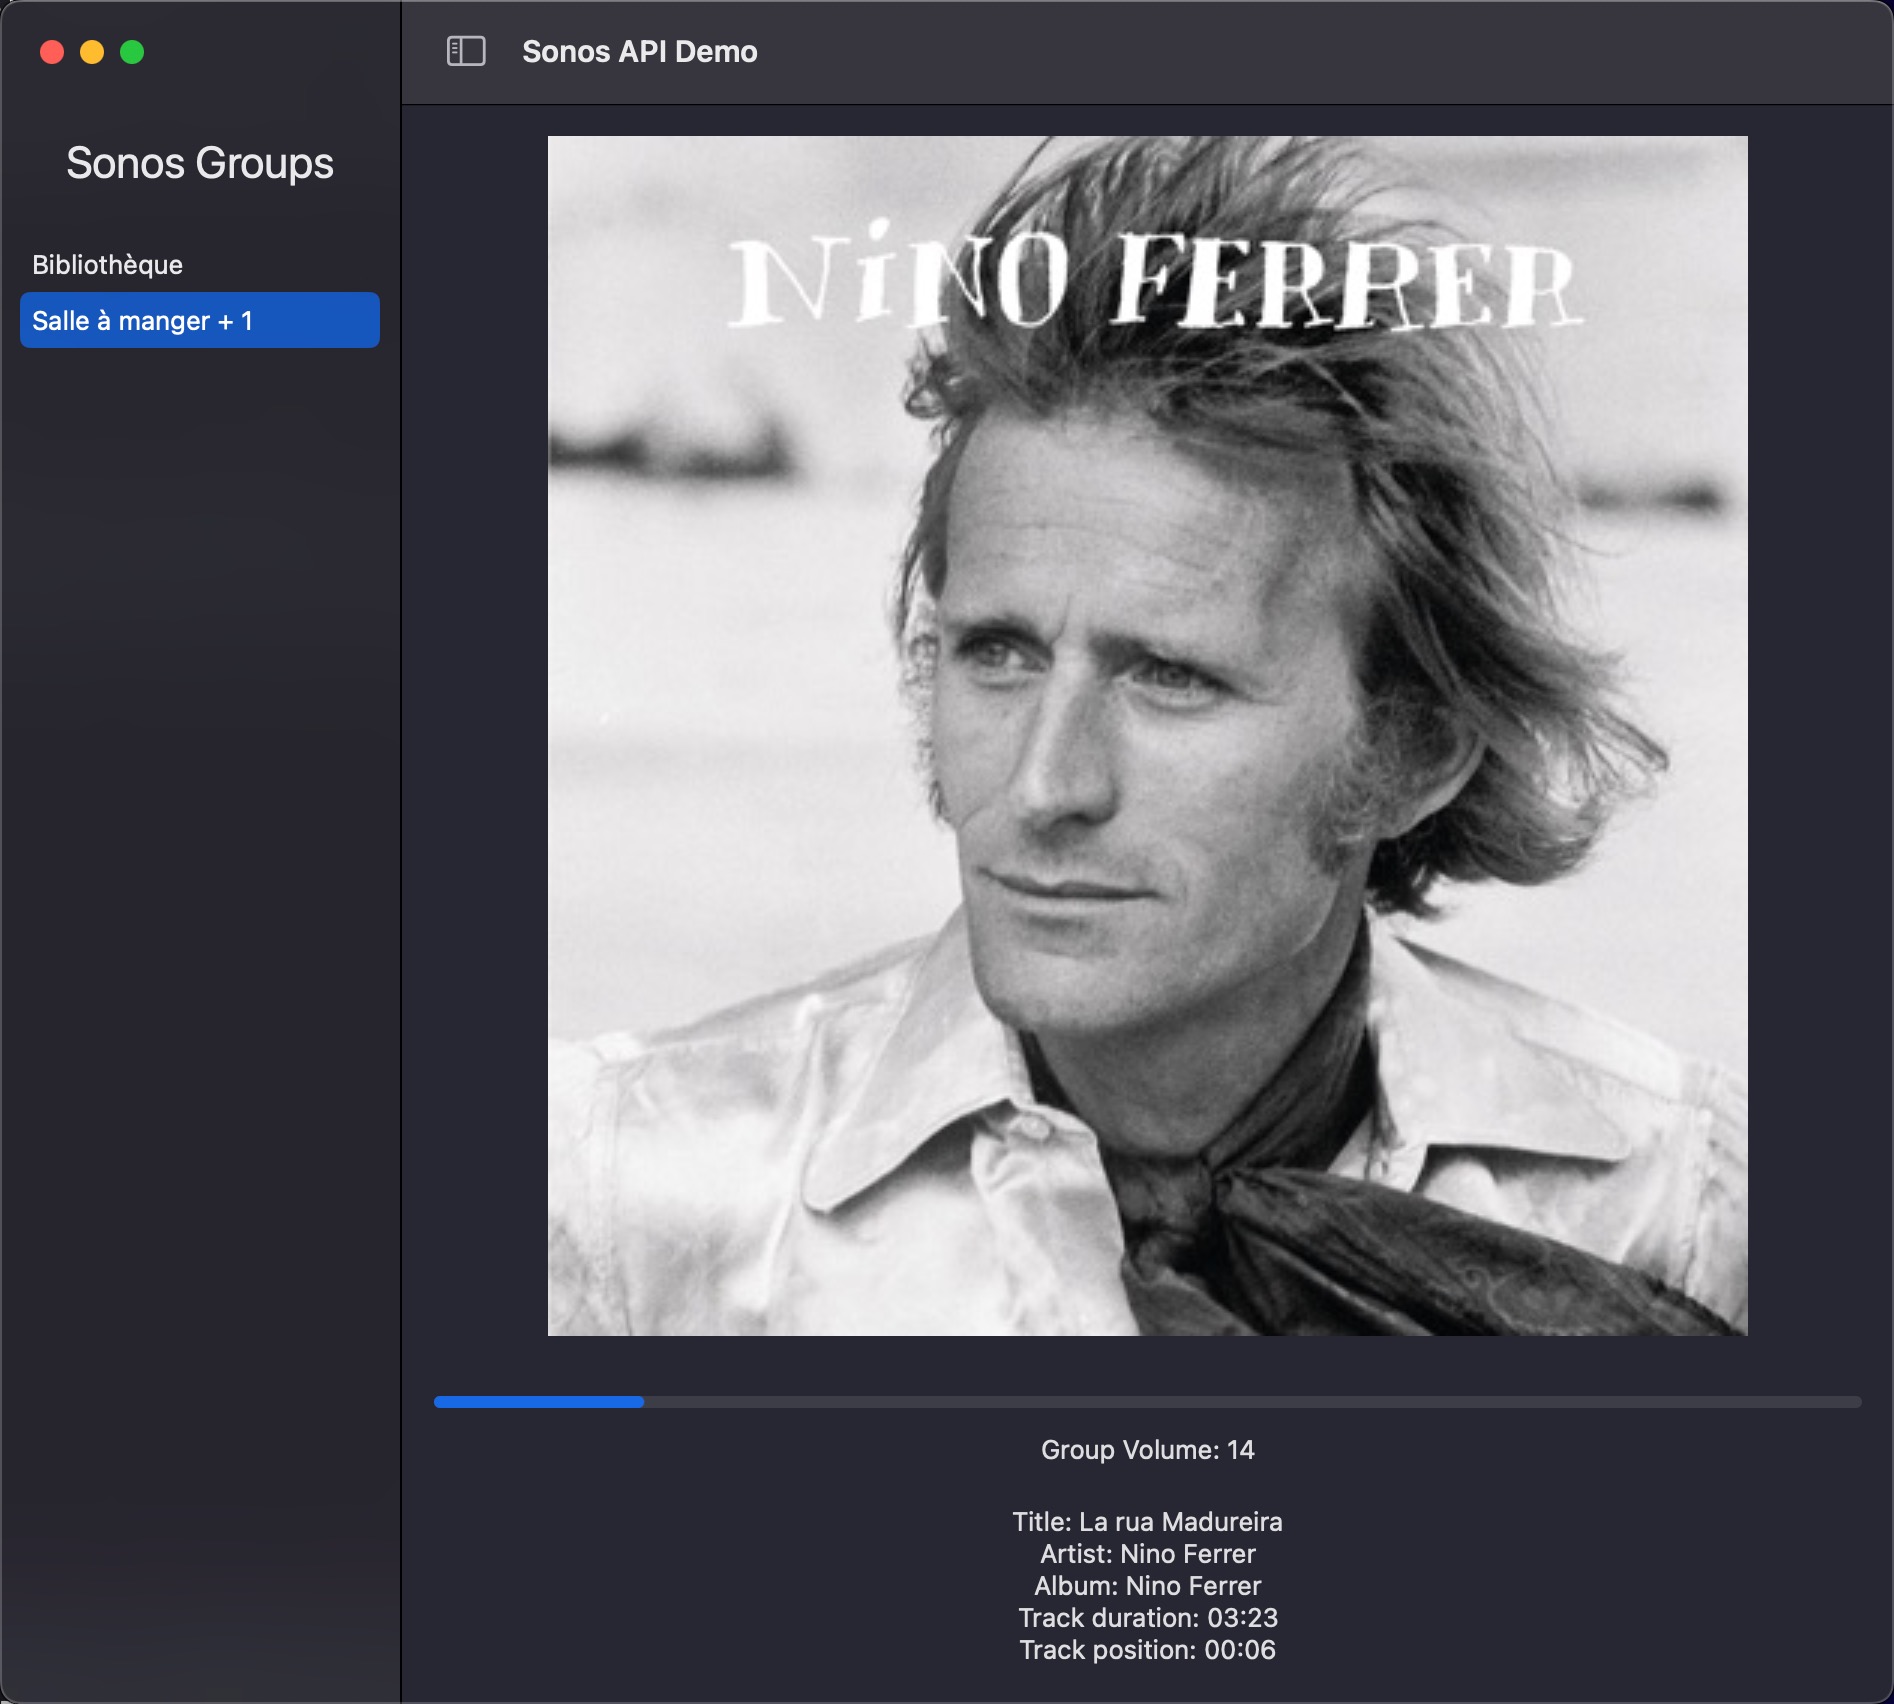 Sonos API Demo
Sonos Groups
Bibliothèque
Salle à manger + 1
NiNO FERRER
Group Volume: 14
Title: La rua Madureira
Artist: Nino Ferrer
Album: Nino Ferrer
Track duration: 03:23
Track position: 00:06